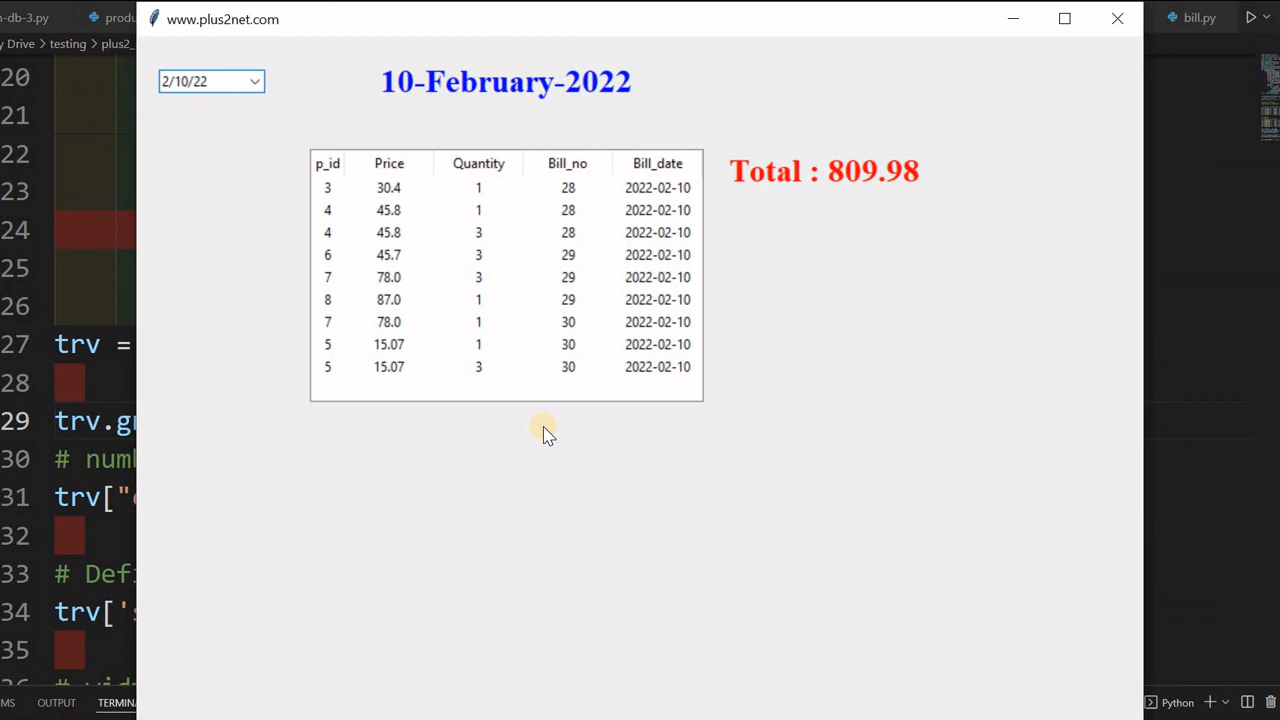 n-db-3.py
produ
www.plus2net.com
bill.py
y Drive > testing > plus2_
2/10/22
10-February-2022
Total : 809.98
p_id Price Quantity Bill_no Bill_date
3 30.4 1 28 2022-02-10
4 45.8 1 28 2022-02-10
4 45.8 3 28 2022-02-10
6 45.7 3 29 2022-02-10
7 78.0 3 29 2022-02-10
8 87.0 1 29 2022-02-10
7 78.0 1 30 2022-02-10
5 15.07 1 30 2022-02-10
5 15.07 3 30 2022-02-10
20
21
22
23
24
25
26
27 trv =
28
29 trv.gr
30 # num
31 trv["c
32
33 # Def
34 trv['s
35
MS OUTPUT TERMIN
Python